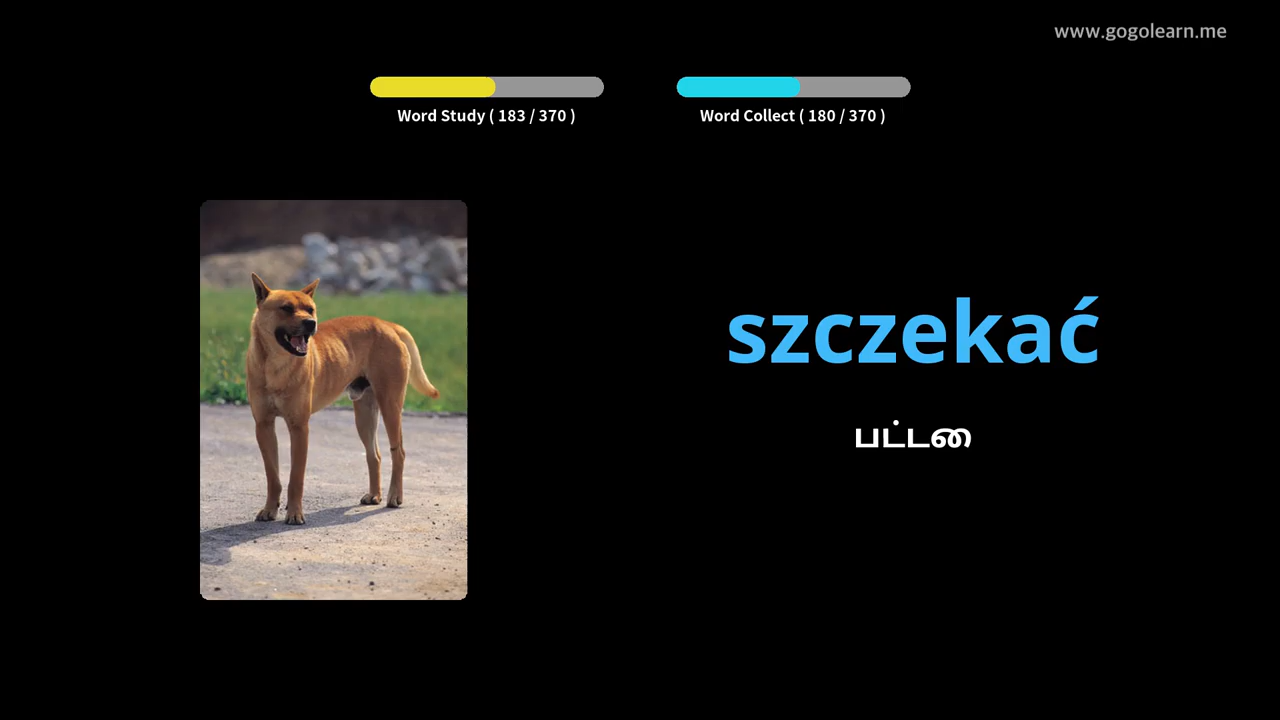 www.gogolearn.me
Word Study ( 183 / 370 )
Word Collect ( 180 / 370 )
szczekać
பட்டை